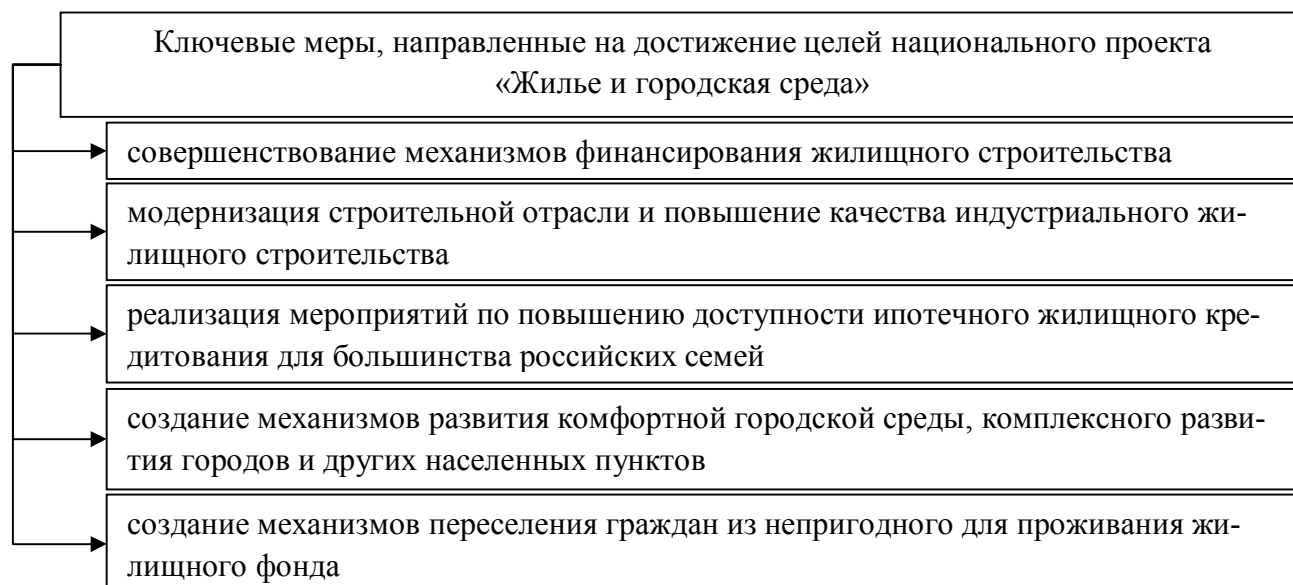 Ключевые меры, направленные на достижение целей национального проекта
«Жилье и городская среда»
совершенствование механизмов финансирования жилищного строительства
модернизация строительной отрасли и повышение качества индустриального жи-
лищного строительства
реализация мероприятий по повышению доступности ипотечного жилищного кре-
дитования для большинства российских семей
создание механизмов развития комфортной городской среды, комплексного разви-
тия городов и других населенных пунктов
создание механизмов переселения граждан из непригодного для проживания жи-
лищного фонда